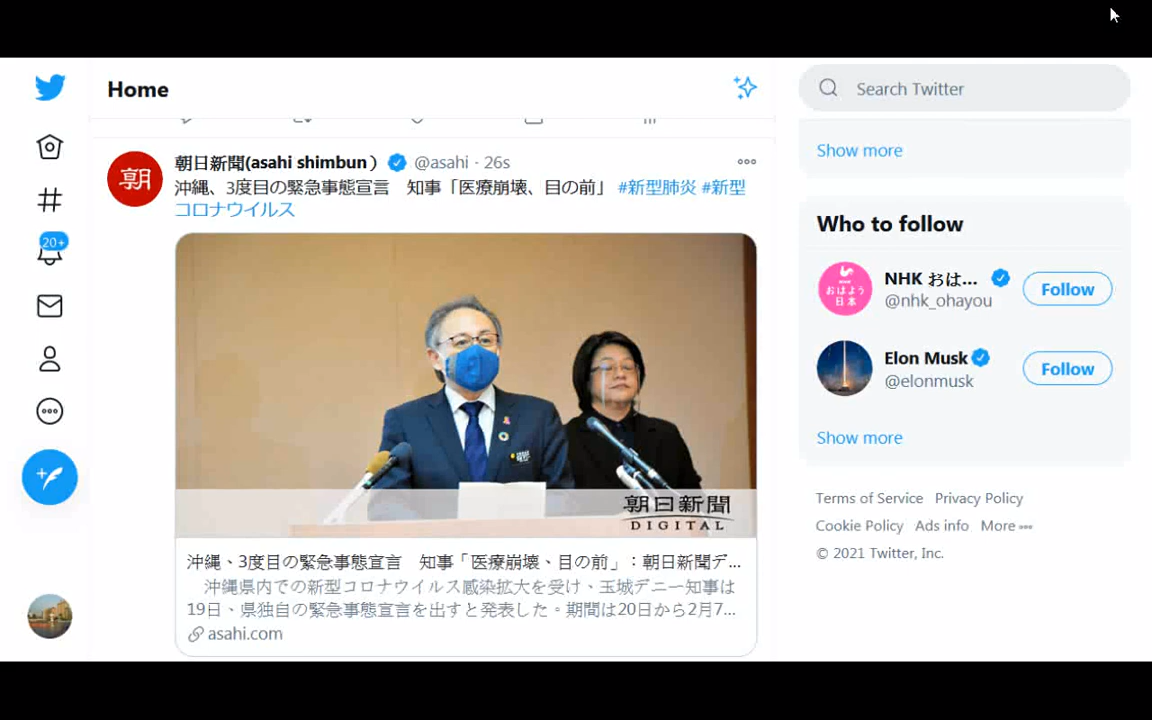 Home
Search Twitter
Show more
20+
朝
朝日新聞(asahi shimbun) @asahi · 26s
沖縄、3度目の緊急事態宣言 知事「医療崩壊、目の前」 #新型肺炎 #新型
コロナウイルス
朝日新聞
DIGITAL
沖縄、3度目の緊急事態宣言 知事「医療崩壊、目の前」：朝日新聞デ...
沖縄県内での新型コロナウイルス感染拡大を受け、玉城デニー知事は
19日、県独自の緊急事態宣言を出すと発表した。期間は20日から2月7...
asahi.com
Who to follow
おはよう
日本
NHK おは...
@nhk_ohayou
Follow
Elon Musk
@elonmusk
Follow
Show more
Terms of Service Privacy Policy
Cookie Policy Ads info More
© 2021 Twitter, Inc.